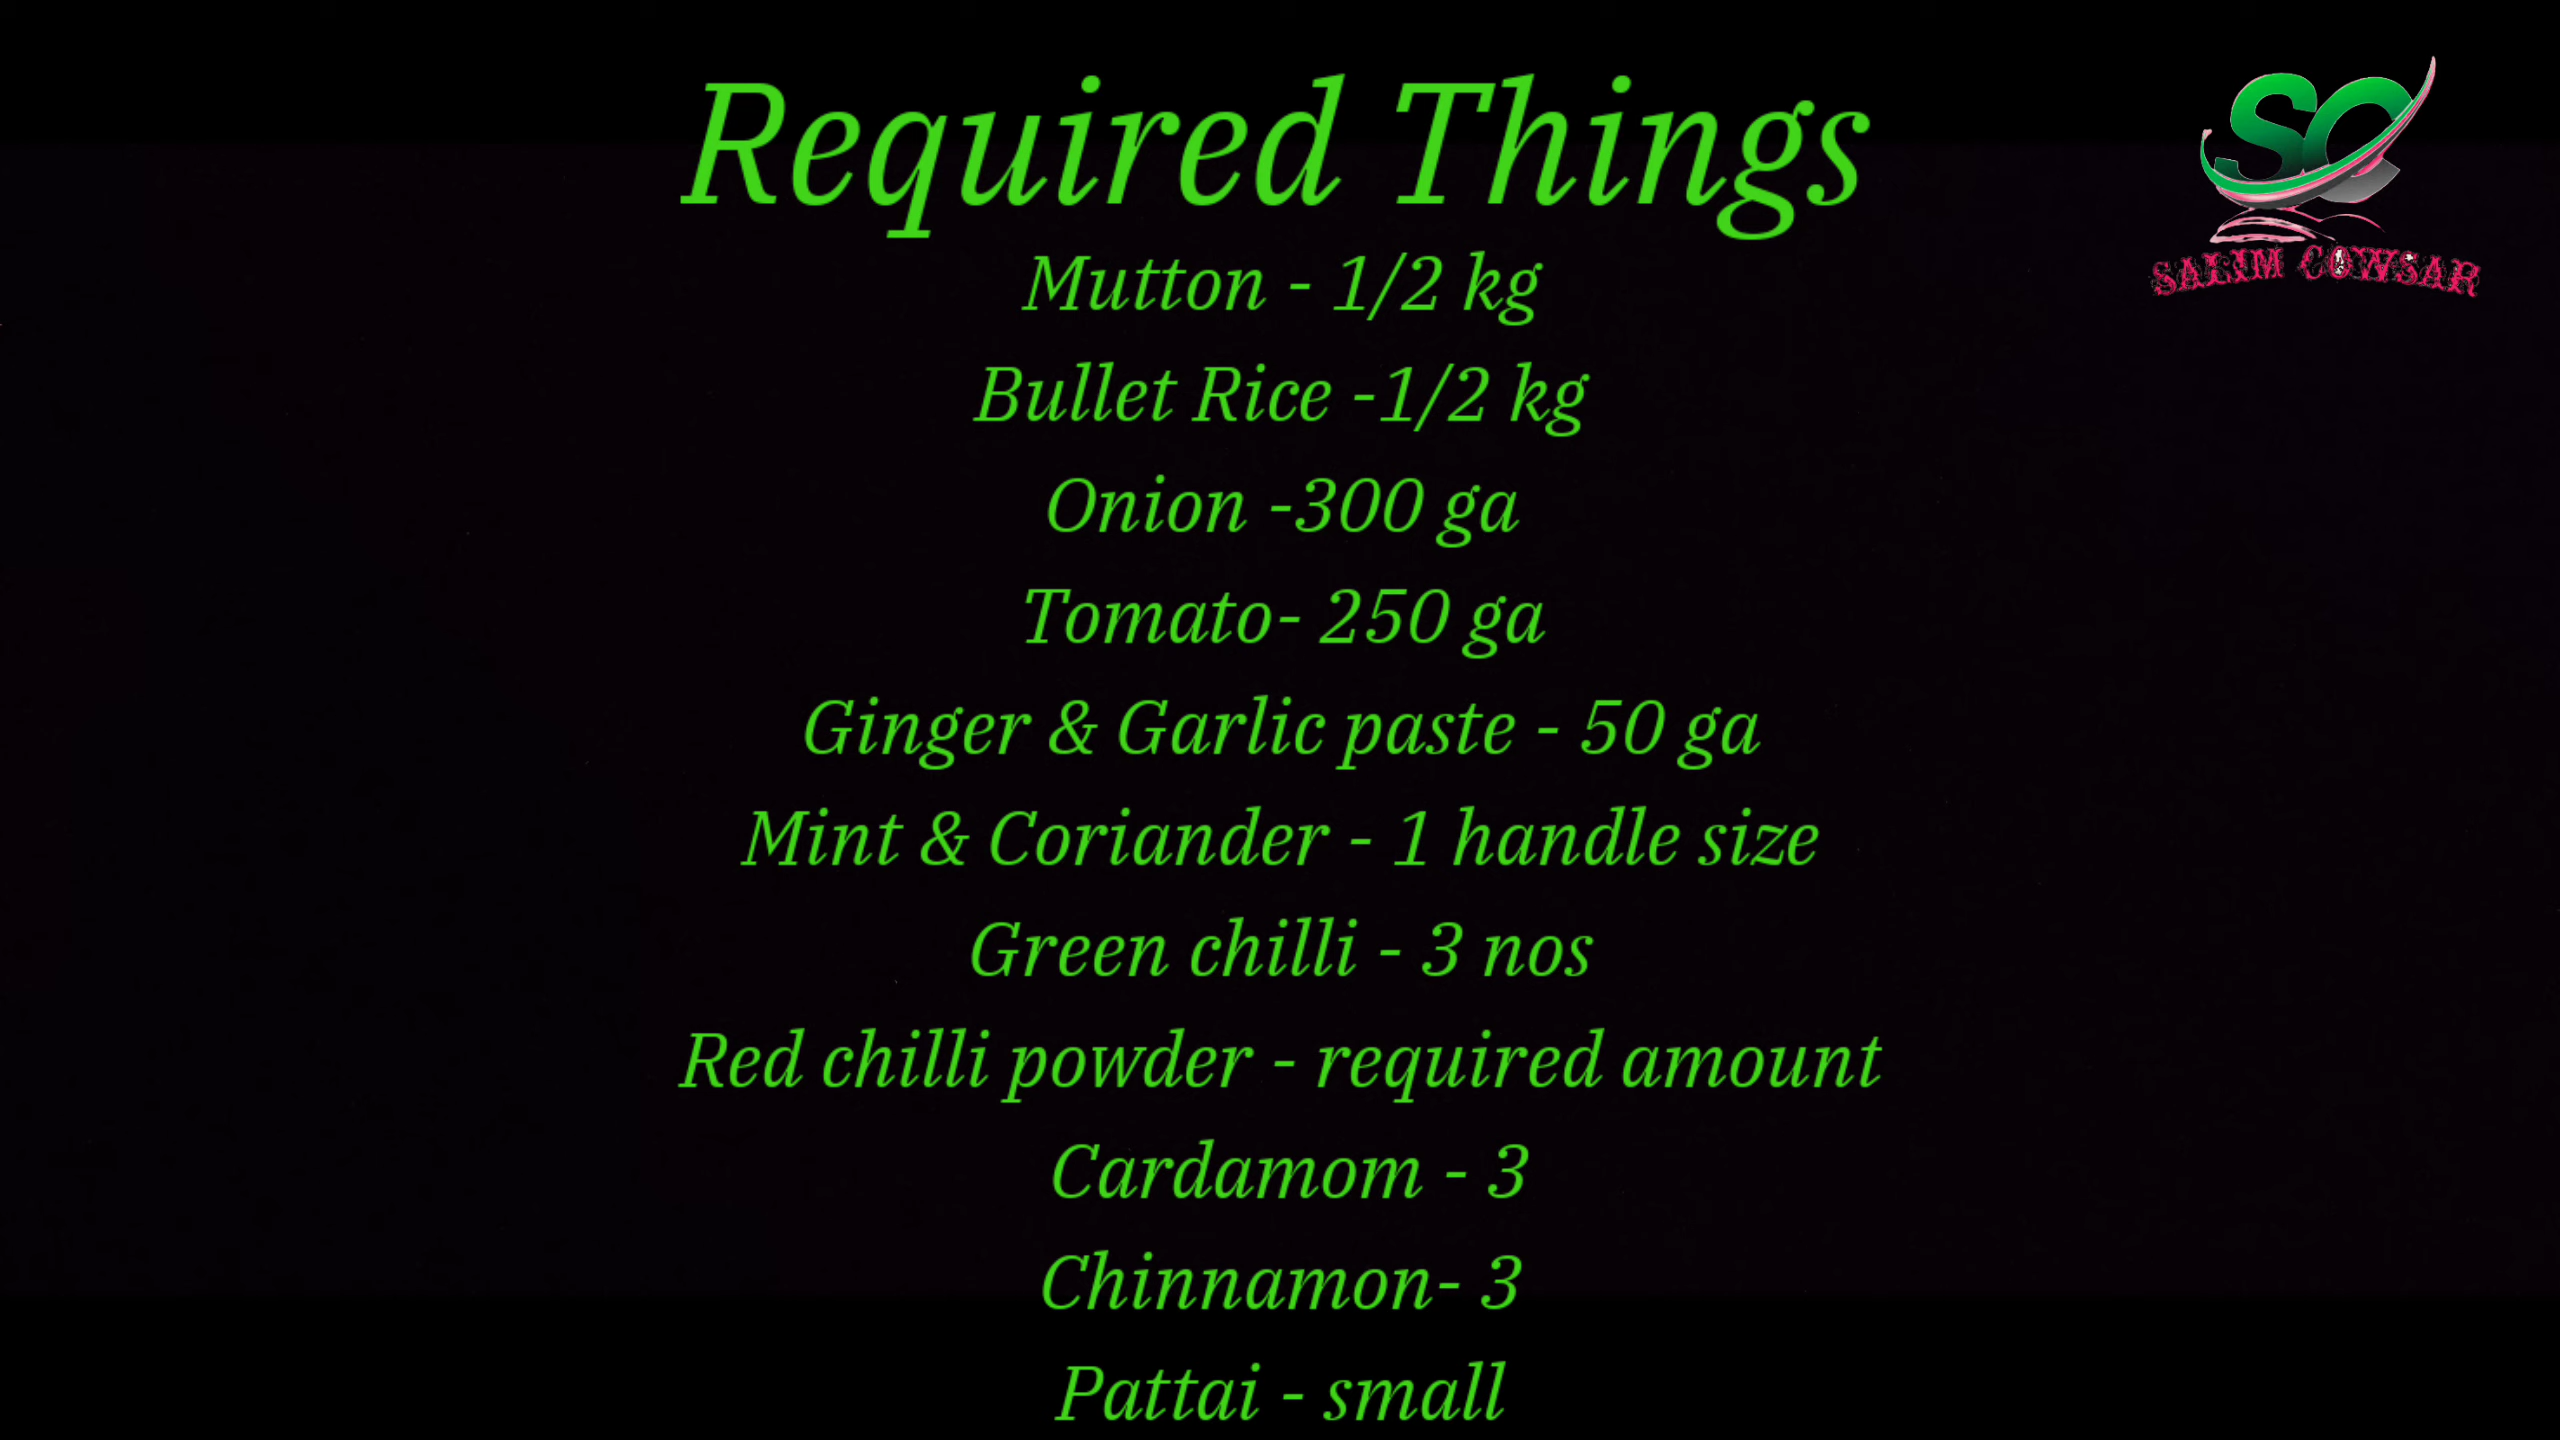 Required Things
SC
SALIM COWSAR
Mutton - 1/2 kg
Bullet Rice -1/2 kg
Onion -300 ga
Tomato- 250 ga
Ginger & Garlic paste - 50 ga
Mint & Coriander - 1 handle size
Green chilli - 3 nos
Red chilli powder - required amount
Cardamom - 3
Chinnamon- 3
Pattai - small